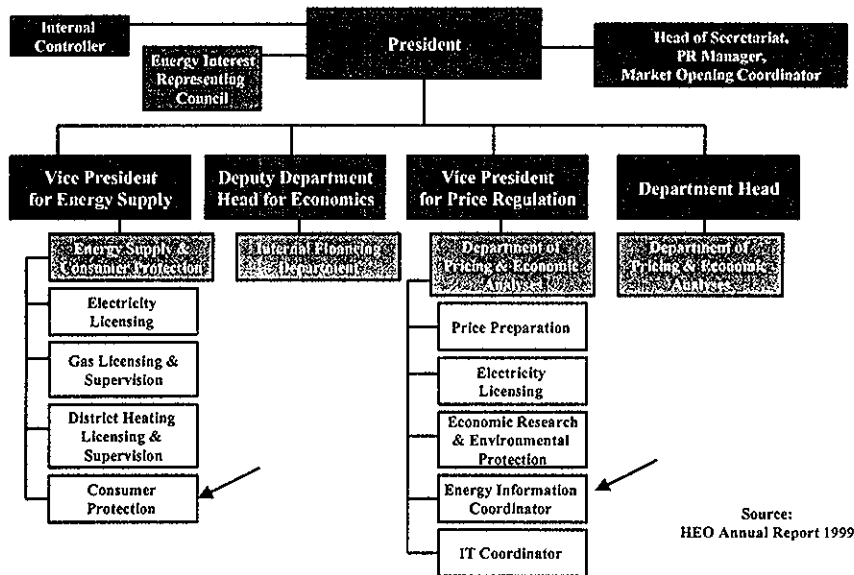 Internal
Controller
President
Head of Secretariat,
PR Manager,
Market Opening Coordinator
Energy Interest
Representing
Council
Vice President
for Energy Supply
Deputy Department
Head for Economics
Vice President
for Price Regulation
Department Head
Energy Supply &
Consumer Protection
Internal Financing
Department
Department of
Pricing & Economic
Analyses
Department of
Pricing & Economic
Analyses
Electricity
Licensing
Gas Licensing &
Supervision
District Heating
Licensing &
Supervision
Consumer
Protection
Price Preparation
Electricity
Licensing
Economic Research
& Environmental
Protection
Energy Information
Coordinator
IT Coordinator
Source:
HEO Annual Report 1999